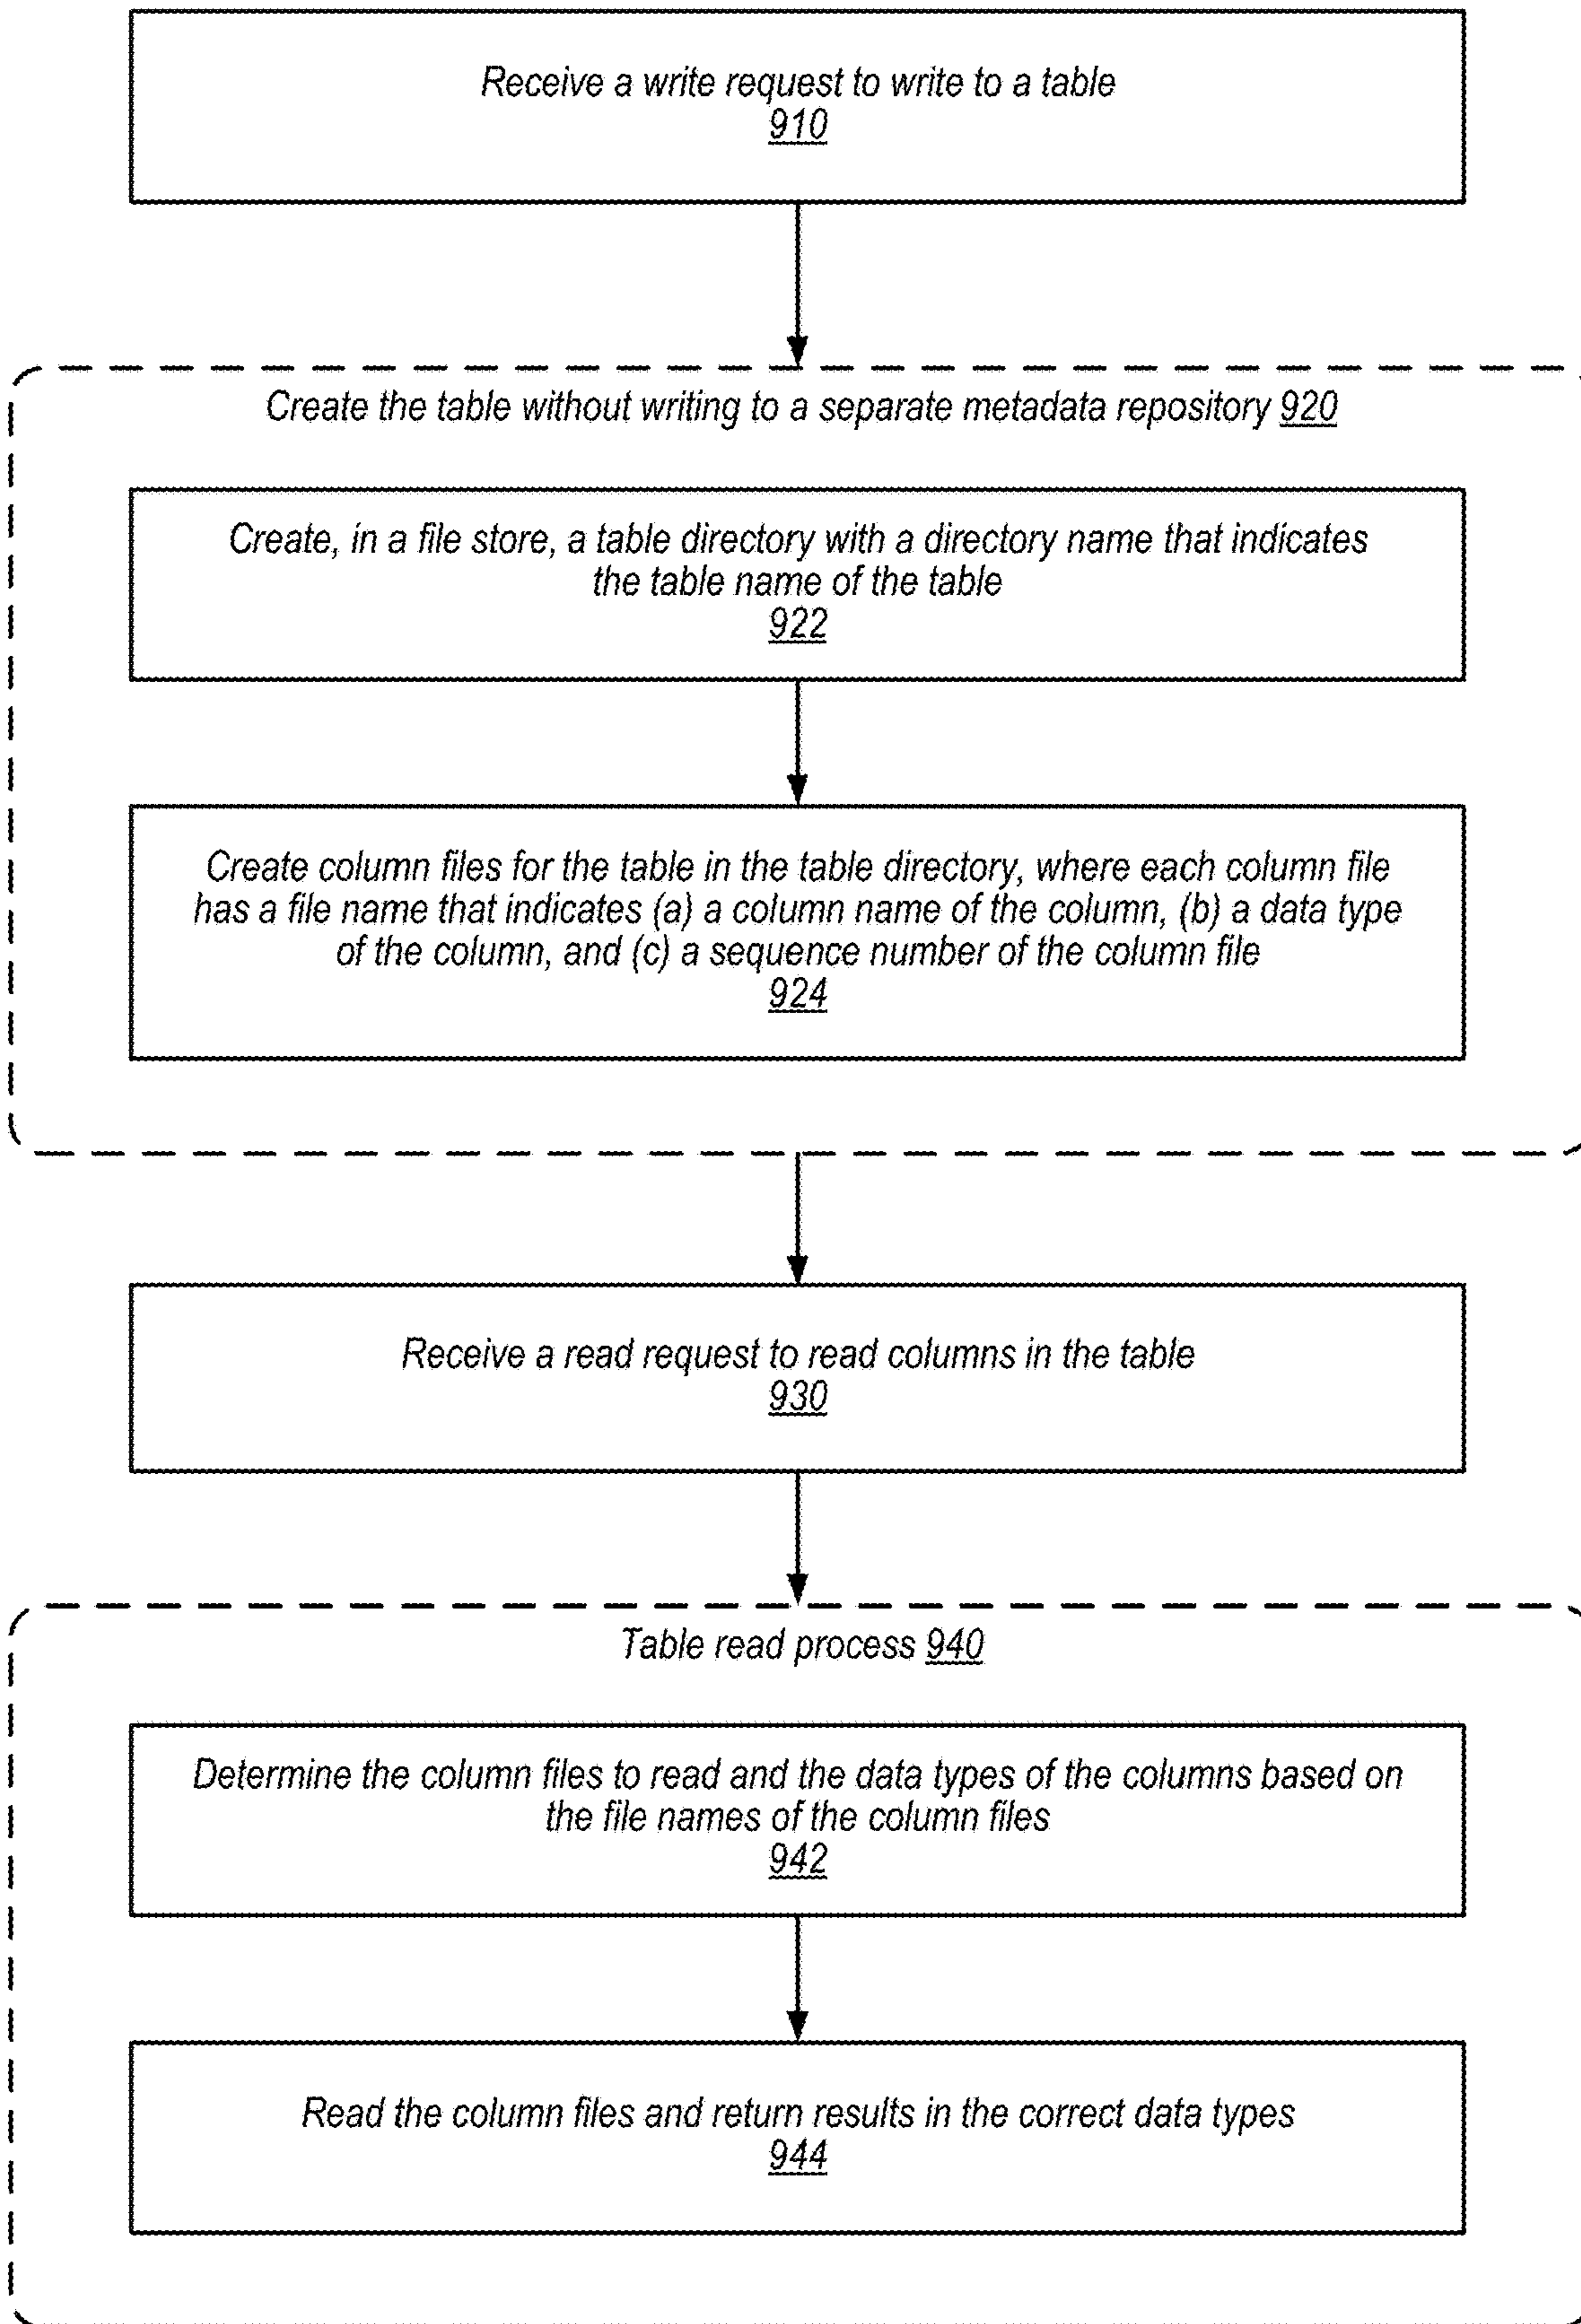 Receive a write request to write to a table
910
Create the table without writing to a separate metadata repository 920
Create, in a file store, a table directory with a directory name that indicates
the table name of the table
922
Create column files for the table in the table directory, where each column file
has a file name that indicates (a) a column name of the column, (b) a data type
of the column, and (c) a sequence number of the column file
924
Receive a read request to read columns in the table
930
Table read process 940
Determine the column files to read and the data types of the columns based on
the file names of the column files
942
Read the column files and return results in the correct data types
944